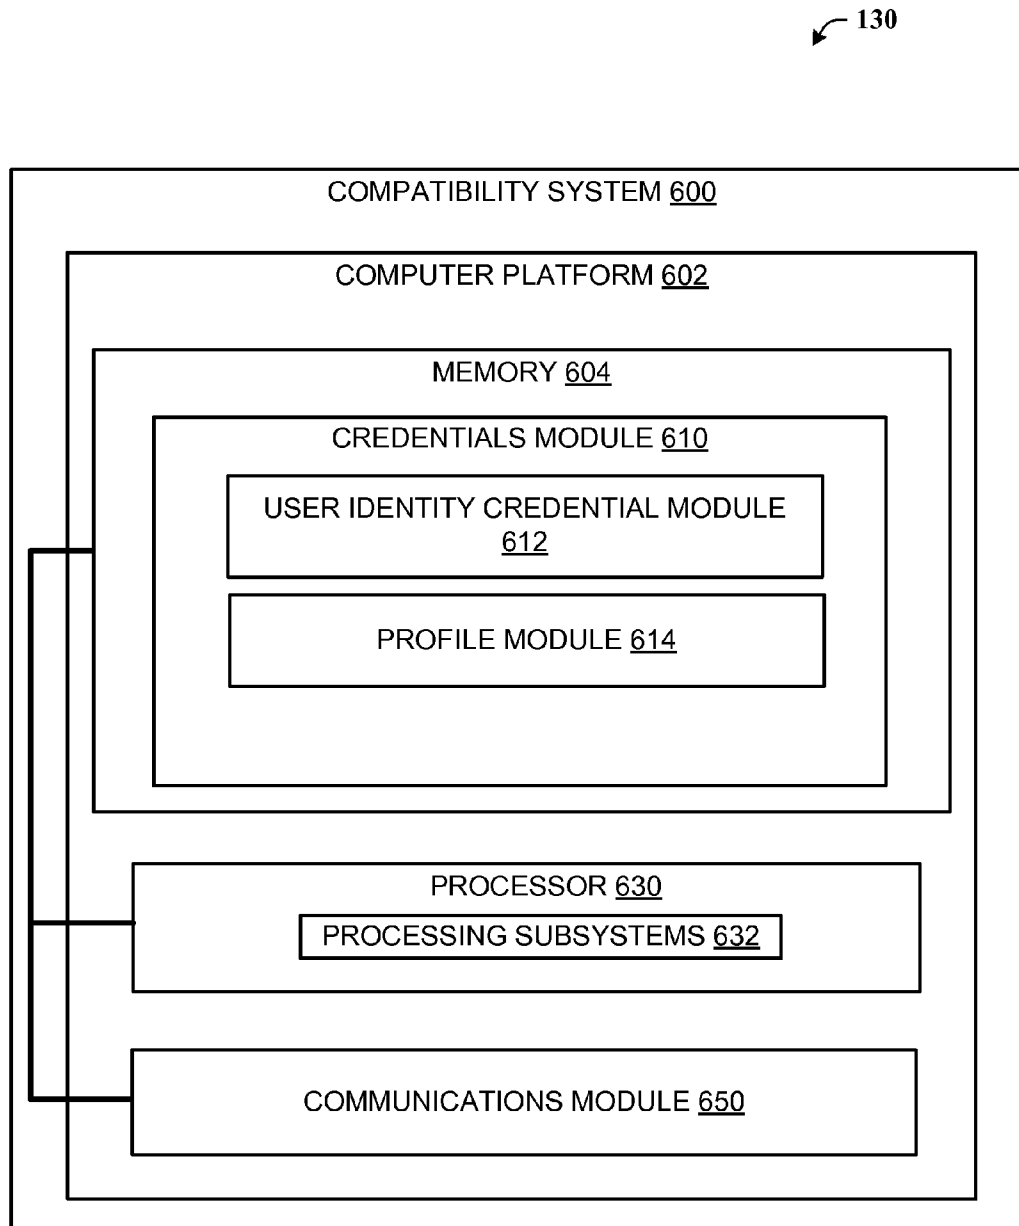 130
COMPATIBILITY SYSTEM 600
COMPUTER PLATFORM 602
MEMORY 604
CREDENTIALS MODULE 610
USER IDENTITY CREDENTIAL MODULE
612
PROFILE MODULE 614
PROCESSOR 630
PROCESSING SUBSYSTEMS 632
COMMUNICATIONS MODULE 650